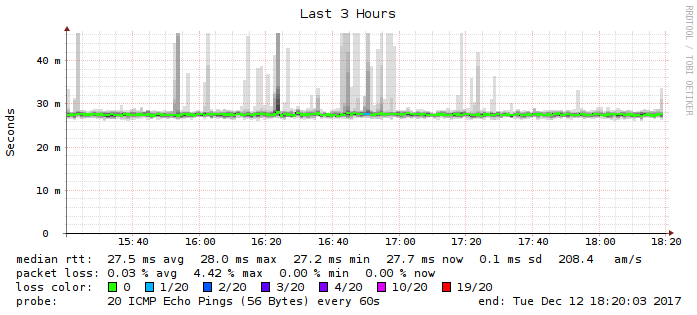 Last 3 Hours
RRDTOOL / TOBI OETIKER
Seconds
40 m
30 m
20 m
10 m
0
15:40 16:00 16:20 16:40 17:00 17:20 17:40 18:00 18:20
median rtt: 27.5 ms avg 28.0 ms max 27.2 ms min 27.7 ms now 0.1 ms sd 208.4 am/s
packet loss: 0.03 % avg 4.42 % max 0.00 % min 0.00 % now
loss color: 0 1/20 2/20 3/20 4/20 10/20 19/20
probe: 20 ICMP Echo Pings (56 Bytes) every 60s end: Tue Dec 12 18:20:03 2017